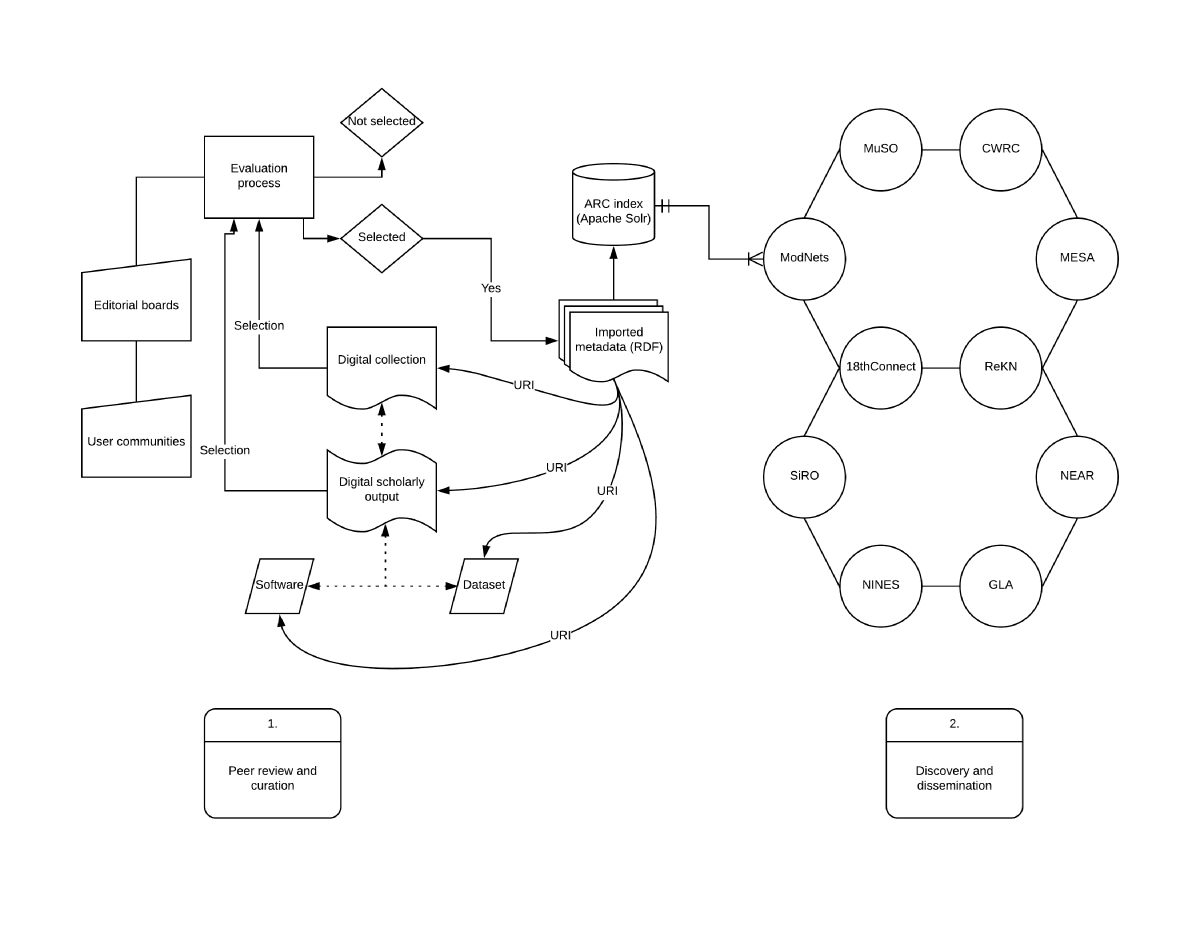 Not selected
Evaluation
process
Selected
Yes
Editorial boards
User communities
Selection
Selection
Digital collection
Digital scholarly
output
Software
Dataset
URI
URI
URI
URI
Imported
metadata (RDF)
ARC index
(Apache Solr)
MuSO
CWRC
ModNets
MESA
18thConnect
ReKN
SiRO
NEAR
NINES
GLA
1.
Peer review and
curation
2.
Discovery and
dissemination